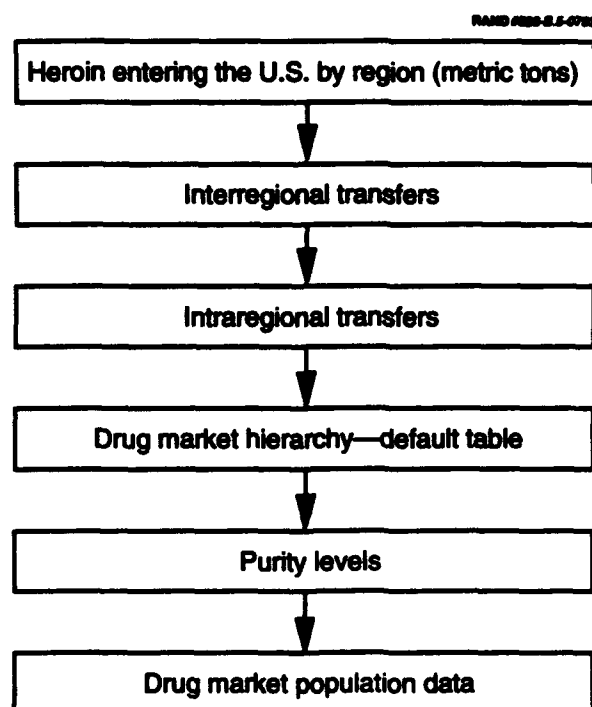 RAND
Heroin entering the U.S. by region (metric tons)
Interregional transfers
Intraregional transfers
Drug market hierarchy—default table
Purity levels
Drug market population data